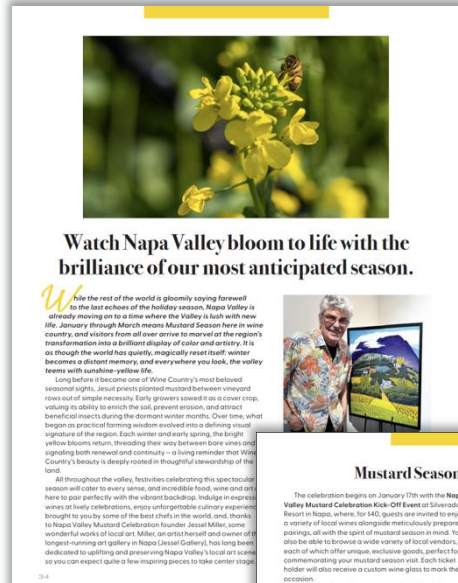 Watch Napa Valley bloom to life with the
brilliance of our most anticipated season.
While the rest of the world is gloomily saying farewell
to the last echoes of the holiday season, Napa Valley is
already moving on to a time where the Valley is lush with new
life. January through March means Mustard Season here in wine
country, and visitors from all over arrive to marvel at the region's
transformation into a brilliant display of color and artistry. It is
as though the world has quietly, magically reset itself: winter
becomes a distant memory, and everywhere you look, the valley
teems with sunshine-yellow life.
Long before it became one of Wine Country's most beloved
seasonal sights, Jesuit priests planted mustard between vineyard
rows out of simple necessity. Early growers sowed it as a cover crop,
valuing its ability to enrich the soil, prevent erosion, and attract
beneficial insects during the dormant winter months. Over time, what
began as practical farming wisdom evolved into a defining visual
signature of the region. Each winter and early spring, the bright
yellow blooms return, threading their way between bare vines and
signaling both renewal and continuity – a living reminder that Wine
Country's beauty is deeply rooted in thoughtful stewardship of the
land.
All throughout the valley, festivities celebrating this spectacular
season will cater to every sense, and incredible food, wine and art
here to pair perfectly with the vibrant backdrop. Indulge in
wines at lively celebrations, enjoy unforgettable culinary
brought to you by some of the best chefs in the world, and, thanks
to Napa Valley Mustard Celebration founder Jessel Miller, some
wonderful works of local art. Miller, an artist herself and owner of
longest-running art gallery in Napa (Jessel Gallery), has long been
dedicated to uplifting and preserving Napa Valley's local art scene
so you can expect quite a few inspiring pieces to take center stage.
34
Mustard Season
The celebration begins on January 17th with the
Valley Mustard Celebration Kick-Off Event at
Resort in Napa, where, for $40, guests are invited to
a variety of local wines alongside meticulously
pairings, all with the spirit of mustard season in mind.
also be able to browse a wide variety of local vendors,
each of which offer unique, exclusive goods, perfect
commemorating your mustard season visit. Each ticket
holder will also receive a custom wine glass to mark the
occasion.